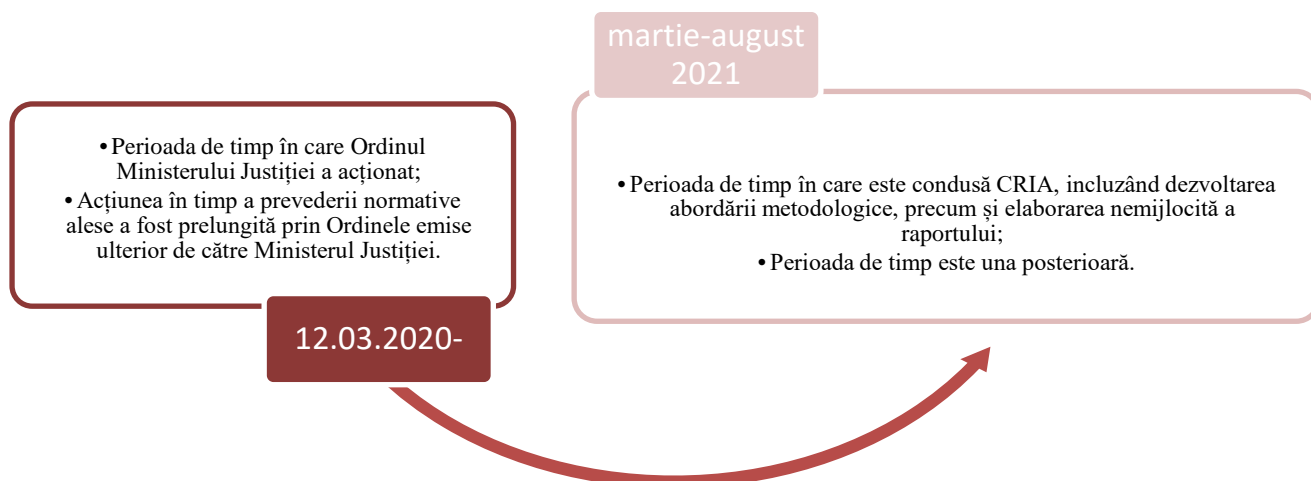 • Perioada de timp în care Ordinul
Ministerului Justiției a acționat;
• Acțiunea în timp a prevederii normative
alese a fost prelungită prin Ordinele emise
ulterior de către Ministerul Justiției.
12.03.2020-
martie-august
2021
• Perioada de timp în care este condusă CRIA, incluzând dezvoltarea
abordării metodologice, precum și elaborarea nemijlocită a
raportului;
• Perioada de timp este una posterioară.